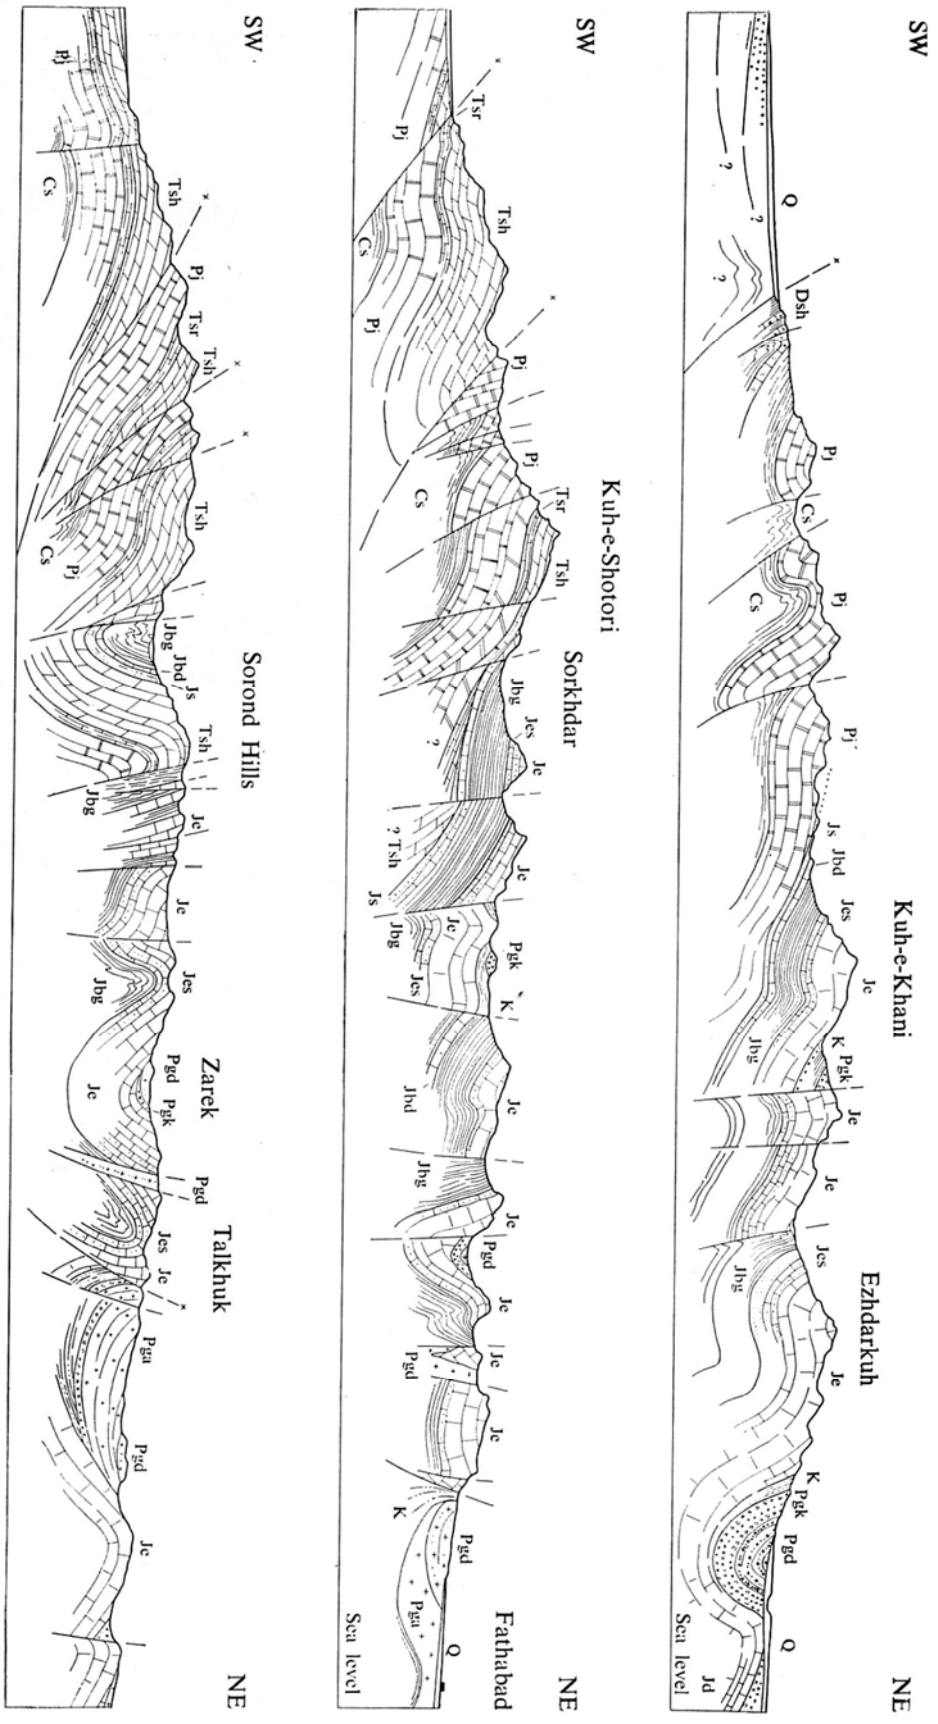 SW
NE
Kuh-e-Khani
Ezhdarkuh
Q
Dsh
Pj
Cs
Pj
Cs
Pj
Js
Jbd
Jes
Je
Jbg
K
Pgk
Je
Je
Jes
Jbg
Je
K
Pgk
Pgd
Q
Jd
?
?
?
Sea level
SW
NE
Kuh-e-Shotori
Sorkhdar
Fathabad
Pj
Tsr
Tsh
Cs
Pj
Pj
Cs
Pj
Tsr
Tsh
Jbg
Jes
Je
?
? Tsh
Je
Js
Jbg
Je
Jes
Pgk
K
Jbd
Je
Jbg
Je
Pgd
Je
Je
Pgd
Je
K
Pgd
Pga
Q
Sea level
SW
NE
Sorond Hills
Zarek
Talkhuk
Pj
Cs
Tsh
Pj
Tsr
Tsh
Cs
Pj
Tsh
Jbg
Jbd
Js
Tsh
Jbg
Je
Je
Jbg
Jes
Je
Pgd
Pgk
Pgd
Jes
Je
Pga
Pgd
Je